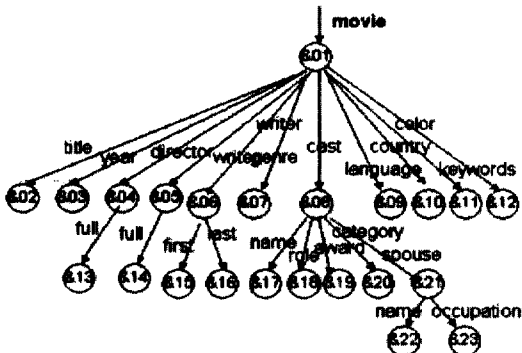 movie
&01
writer
color
title
year
director
writer
genre
cast
country
language
keywords
&02
&03
&04
&05
&06
&07
&08
&09
&10
&11
&12
full
full
first
last
name
role
award
category
spouse
&13
&14
&15
&16
&17
&18
&19
&20
&21
name
occupation
&22
&23